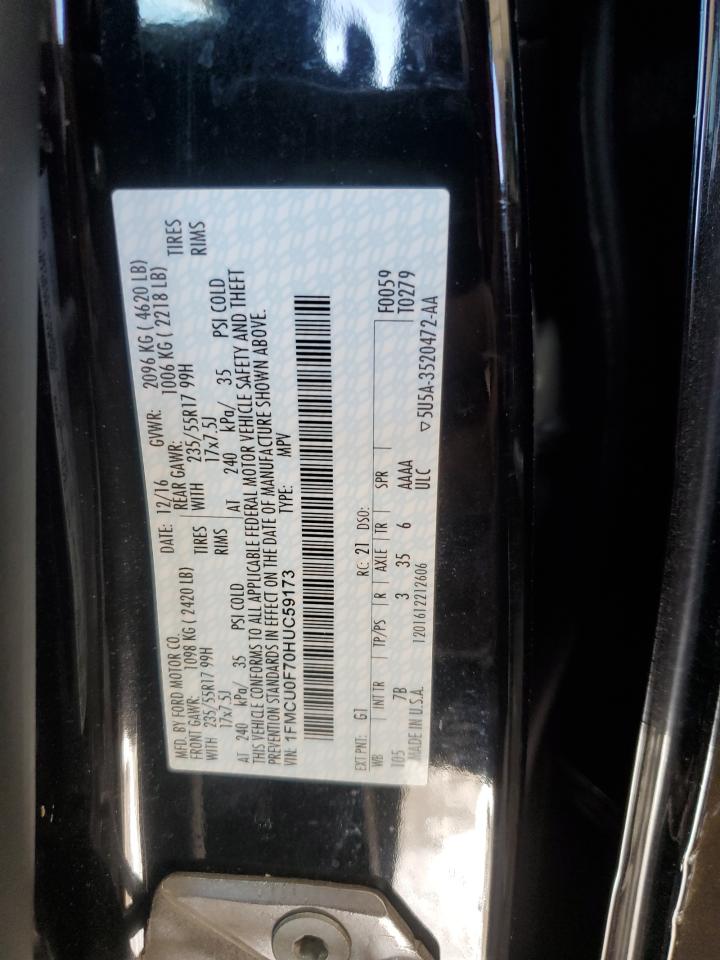 MFD. BY FORD MOTOR CO.
DATE: 12/16 GVWR: 2096 KG ( 4620 LB)
FRONT GAWR: 1098 KG ( 2420 LB) REAR GAWR: 1006 KG ( 2218 LB)
WITH 235/55R17 99H TIRES WITH 235/55R17 99H TIRES
17x7.5J RIMS 17x7.5J RIMS
AT 240 kPa/ 35 PSI COLD AT 240 kPa/ 35 PSI COLD
THIS VEHICLE CONFORMS TO ALL APPLICABLE FEDERAL MOTOR VEHICLE SAFETY AND THEFT
PREVENTION STANDARDS IN EFFECT ON THE DATE OF MANUFACTURE SHOWN ABOVE.
VIN: 1FMCU0F70HUC59173 TYPE: MPV
EXT PNT: G1 RC: 21 DSO: F0059
WB INT TR TP/PS R AXLE TR SPR T0279
105 7B 3 35 6 AAAA
MADE IN U.S.A. 1201612212606 ULC ▽5U5A-3520472-AA